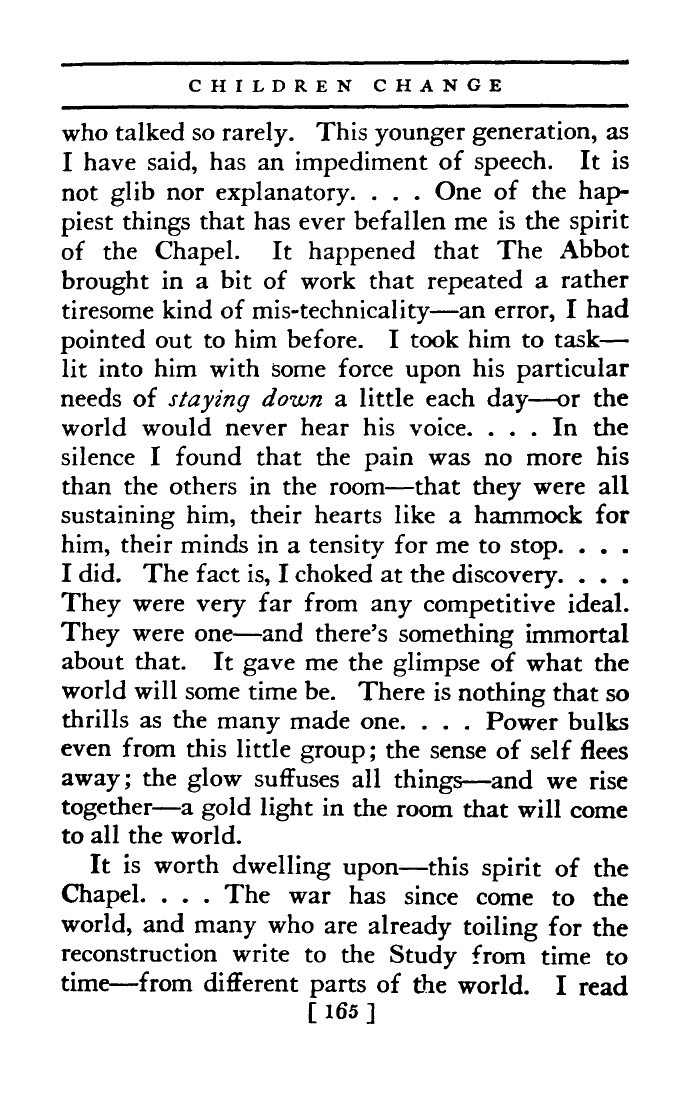 CHILDREN CHANGE
who talked so rarely. This younger generation, as
I have said, has an impediment of speech. It is
not glib nor explanatory. . . . One of the hap-
piest things that has ever befallen me is the spirit
of the Chapel. It happened that The Abbot
brought in a bit of work that repeated a rather
tiresome kind of mis-technicality—an error, I had
pointed out to him before. I took him to task—
lit into him with some force upon his particular
needs of staying down a little each day—or the
world would never hear his voice. . . . In the
silence I found that the pain was no more his
than the others in the room—that they were all
sustaining him, their hearts like a hammock for
him, their minds in a tensity for me to stop. . . .
I did. The fact is, I choked at the discovery. . . .
They were very far from any competitive ideal.
They were one—and there's something immortal
about that. It gave me the glimpse of what the
world will some time be. There is nothing that so
thrills as the many made one. . . . Power bulks
even from this little group; the sense of self flees
away; the glow suffuses all things—and we rise
together—a gold light in the room that will come
to all the world.
It is worth dwelling upon—this spirit of the
Chapel. . . . The war has since come to the
world, and many who are already toiling for the
reconstruction write to the Study from time to
time—from different parts of the world. I read
[ 165 ]